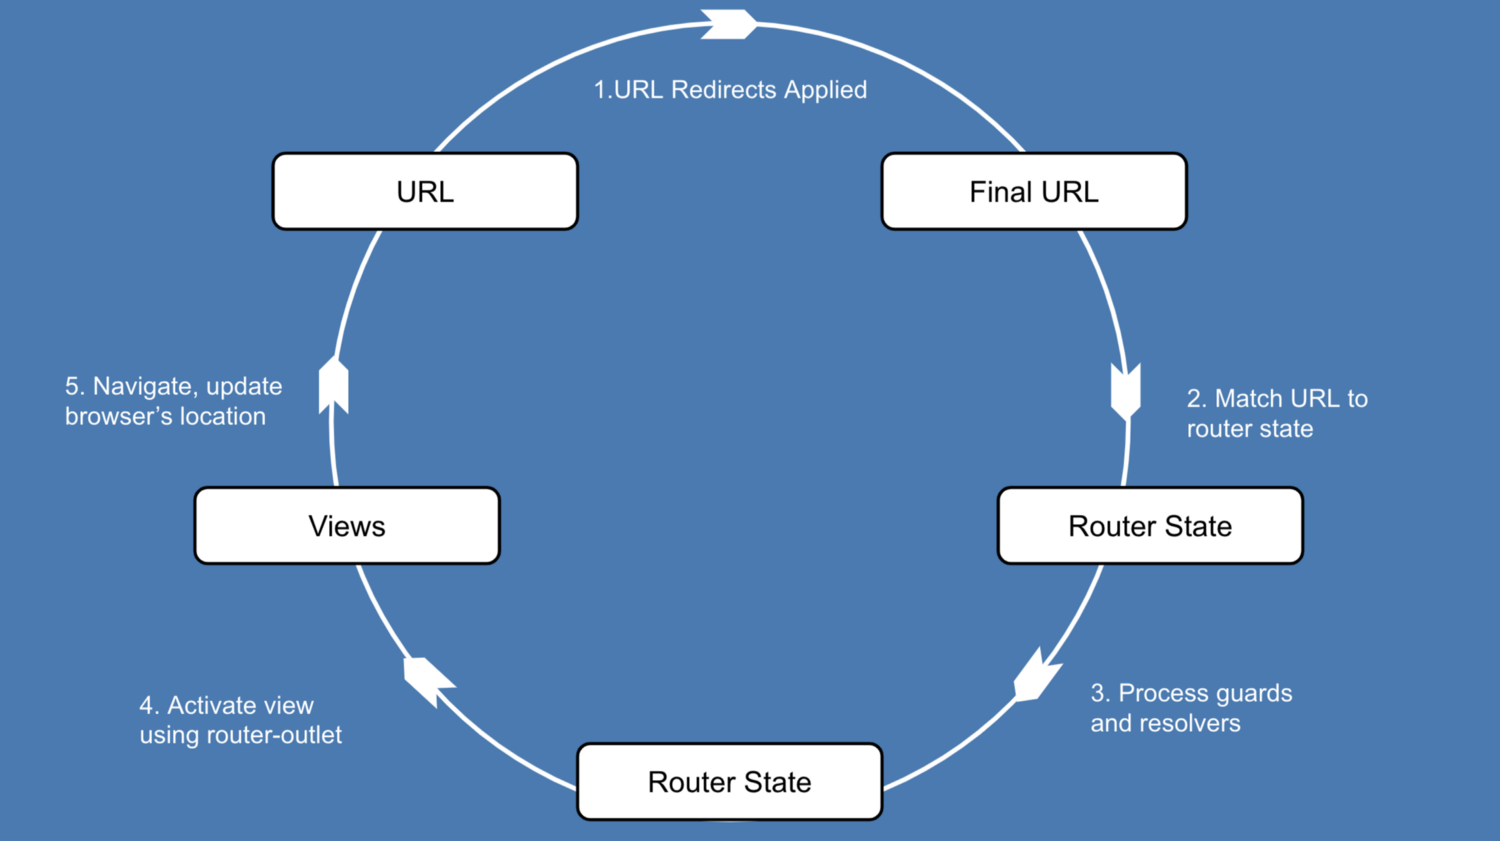 1.URL Redirects Applied
URL
Final URL
5. Navigate, update
browser’s location
2. Match URL to
router state
Views
Router State
4. Activate view
using router-outlet
3. Process guards
and resolvers
Router State